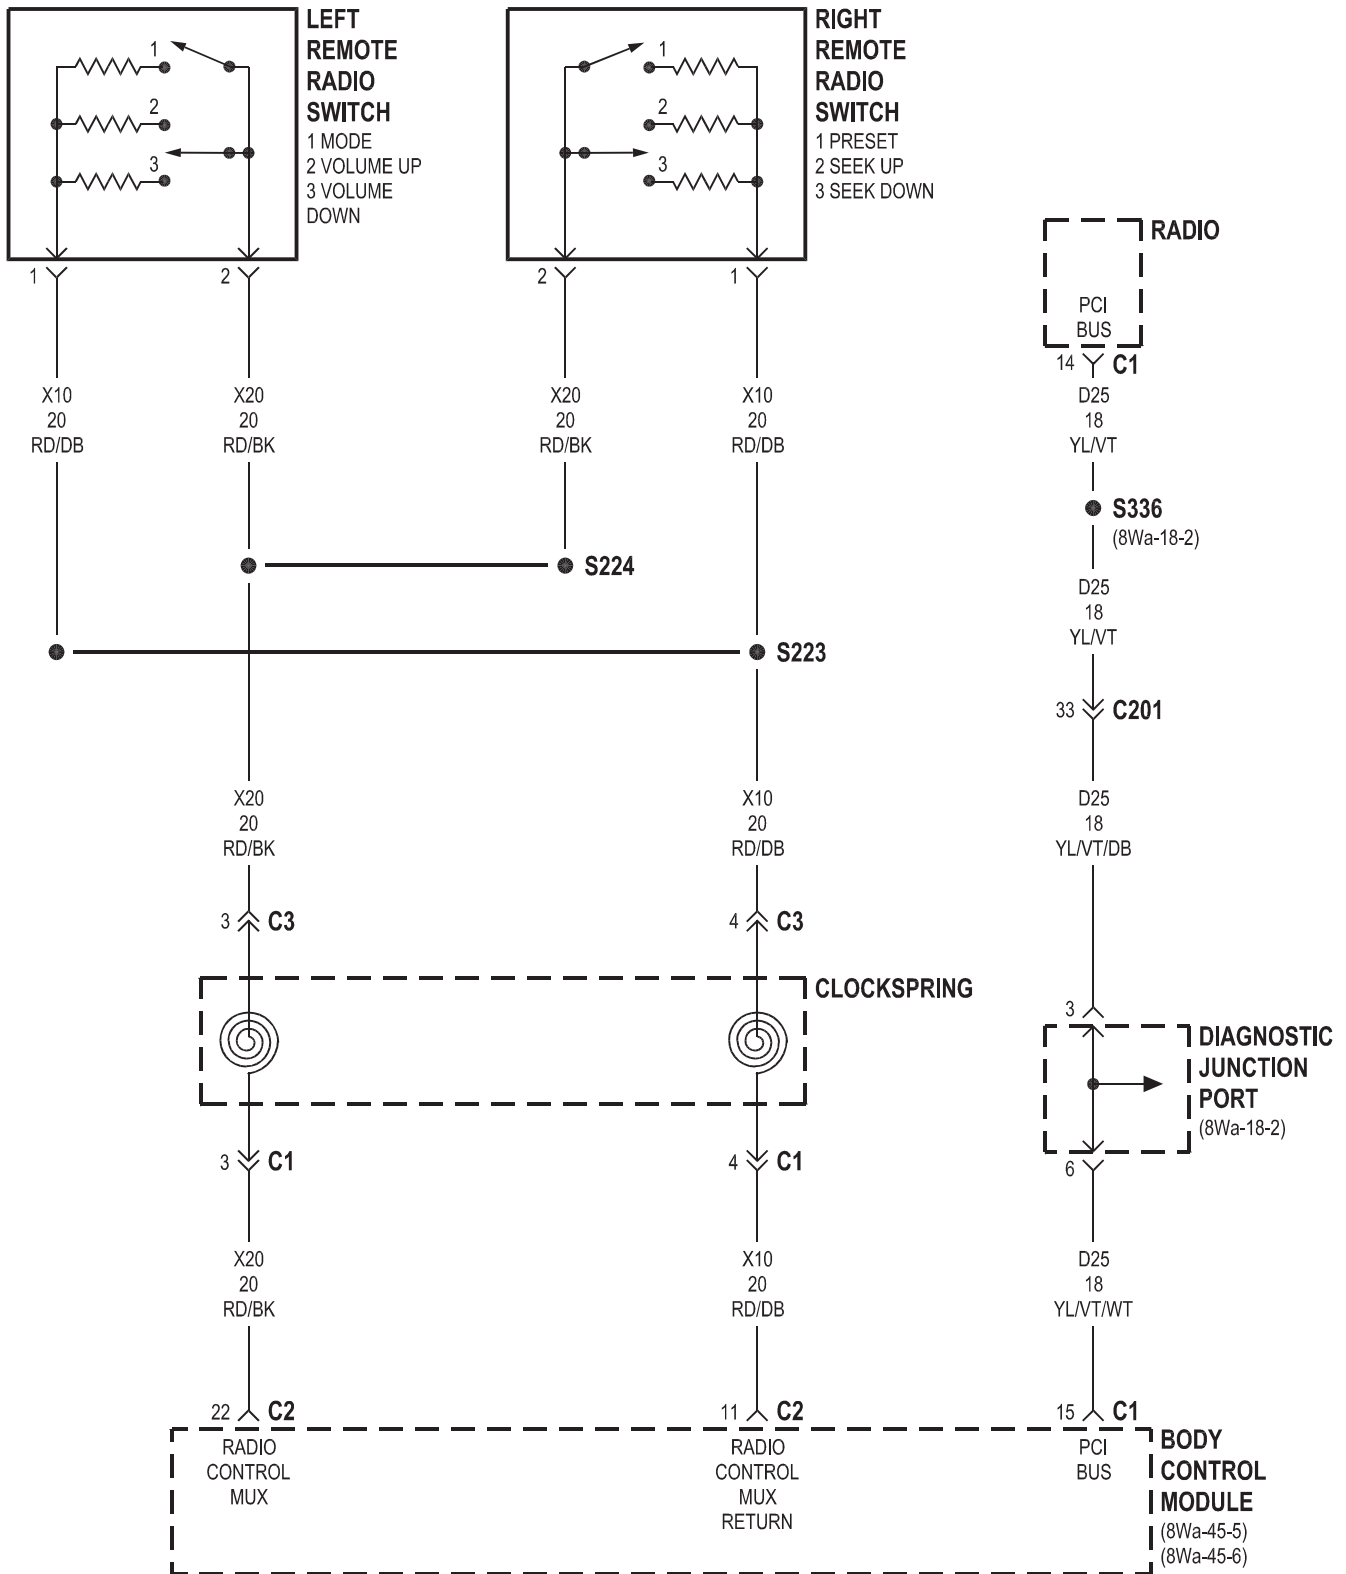 LEFT
REMOTE
RADIO
SWITCH
1 MODE
2 VOLUME UP
3 VOLUME
DOWN
1
2
3
1
2
RIGHT
REMOTE
RADIO
SWITCH
1 PRESET
2 SEEK UP
3 SEEK DOWN
1
2
3
2
1
RADIO
PCI
BUS
14
C1
X10
20
RD/DB
X20
20
RD/BK
X20
20
RD/BK
X10
20
RD/DB
D25
18
YL/VT
S336
(8Wa-18-2)
S224
D25
18
YL/VT
S223
33
C201
X20
20
RD/BK
X10
20
RD/DB
D25
18
YL/VT/DB
3
C3
4
C3
CLOCKSPRING
3
DIAGNOSTIC
JUNCTION
PORT
(8Wa-18-2)
3
C1
4
C1
6
X20
20
RD/BK
X10
20
RD/DB
D25
18
YL/VT/WT
22
C2
11
C2
15
C1
RADIO
CONTROL
MUX
RADIO
CONTROL
MUX
RETURN
PCI
BUS
BODY
CONTROL
MODULE
(8Wa-45-5)
(8Wa-45-6)